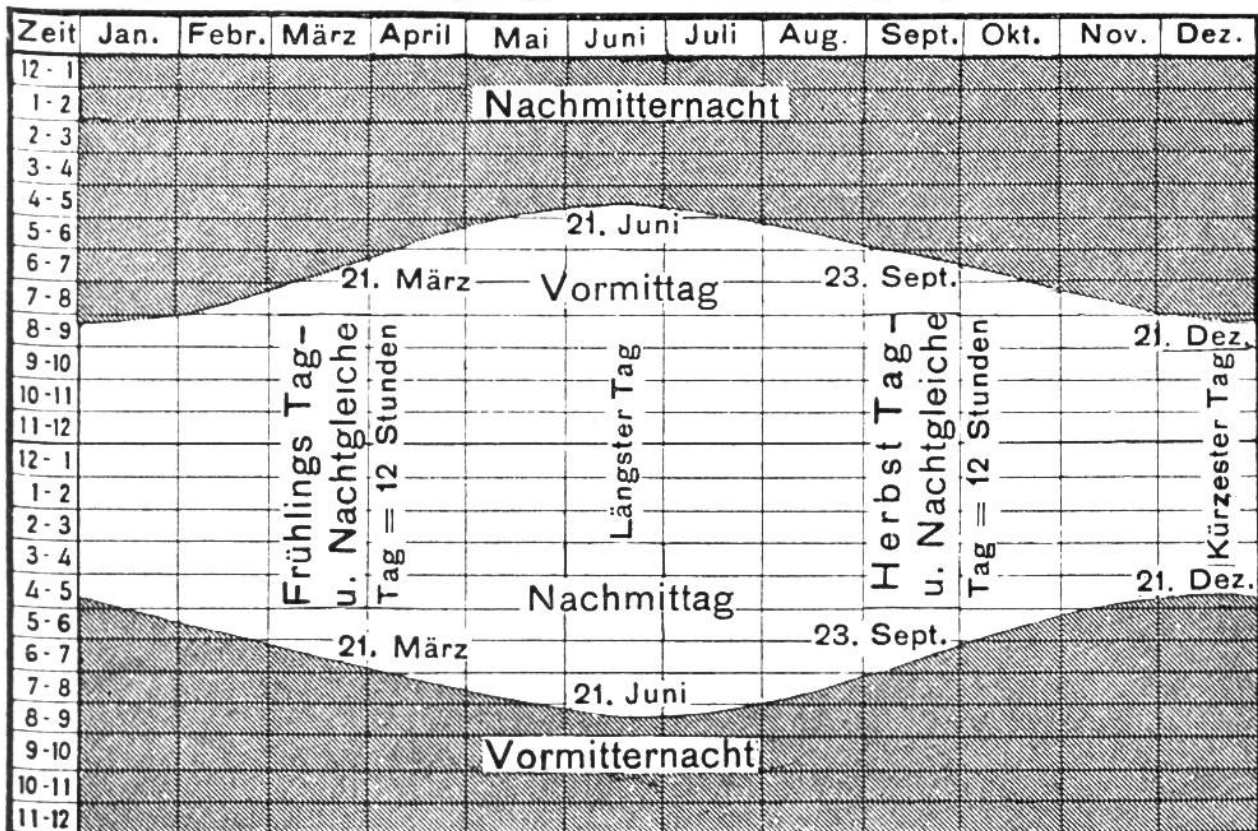 Zeit Jan. Febr. März April Mai Juni Juli Aug. Sept. Okt. Nov. Dez.
12 - 1
1 - 2
Nachmitternacht
2 - 3
3 - 4
4 - 5
5 - 6
21. Juni
6 - 7
21. März
Vormittag
23. Sept.
7 - 8
8 - 9
21. Dez.
9 - 10
10 - 11
11 - 12
12 - 1
1 - 2
2 - 3
3 - 4
4 - 5
5 - 6
6 - 7
7 - 8
8 - 9
9 - 10
10 - 11
11 - 12
Frühlings Tag-
u. Nachtgleiche
Tag = 12 Stunden
Längster Tag
Herbst Tag-
u. Nachtgleiche
Tag = 12 Stunden
Kürzester Tag
21. Dez.
Nachmittag
21. März
23. Sept.
21. Juni
Vormitternacht